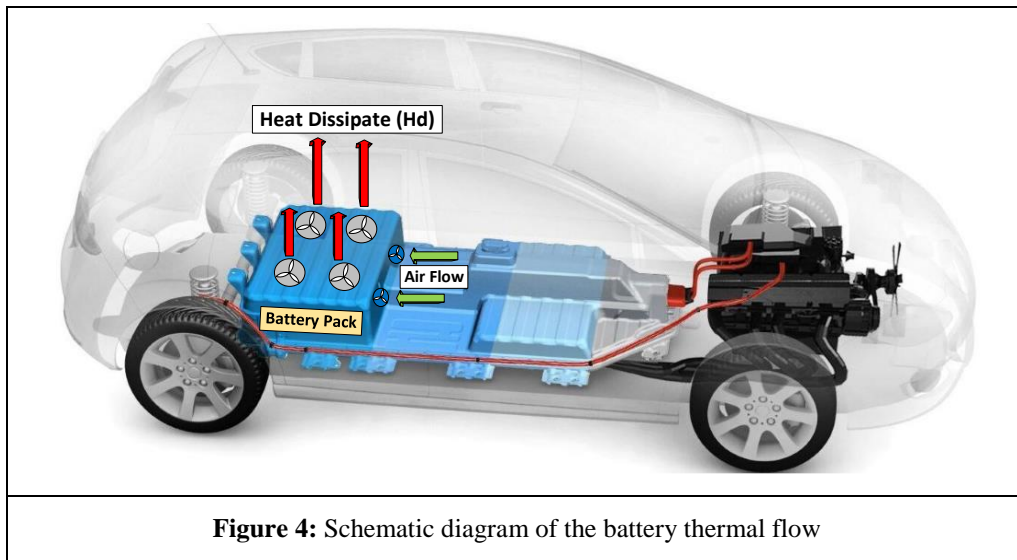 Heat Dissipate (Hd)
Air Flow
Battery Pack
Figure 4: Schematic diagram of the battery thermal flow